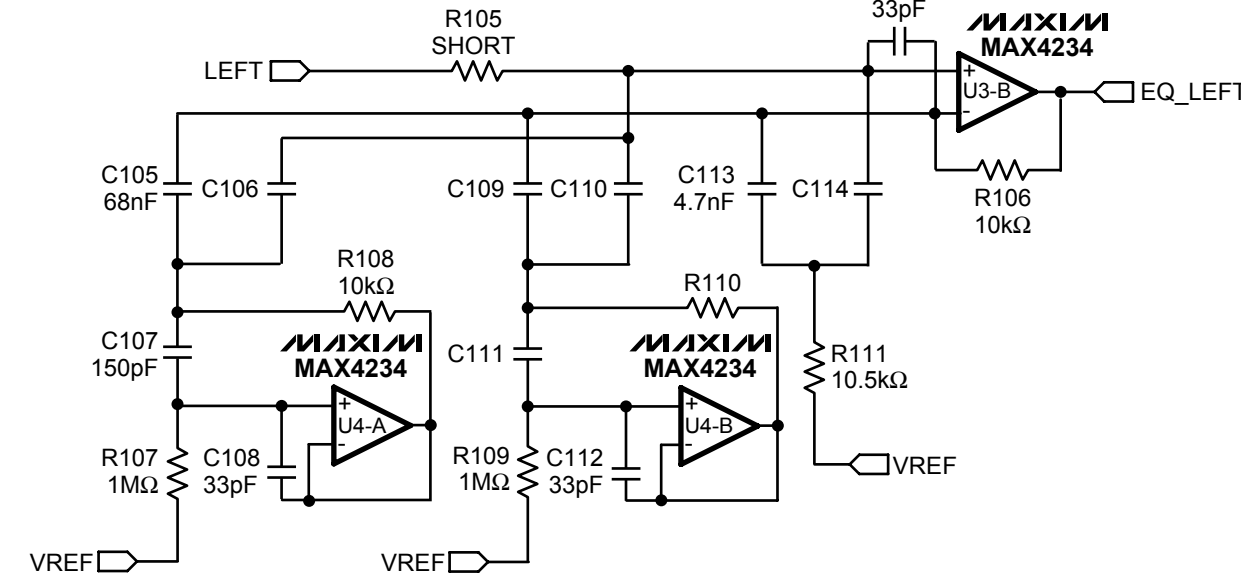 33pF
R105
SHORT
MAXIM
MAX4234
LEFT
+
U3-B
-
EQ_LEFT
C105
68nF
C106
C109
C110
C113
4.7nF
C114
R106
10kΩ
R108
10kΩ
R110
C107
150pF
MAXIM
MAX4234
C111
MAXIM
MAX4234
R111
10.5kΩ
+
U4-A
-
+
U4-B
-
R107
1MΩ
C108
33pF
R109
1MΩ
C112
33pF
VREF
VREF
VREF